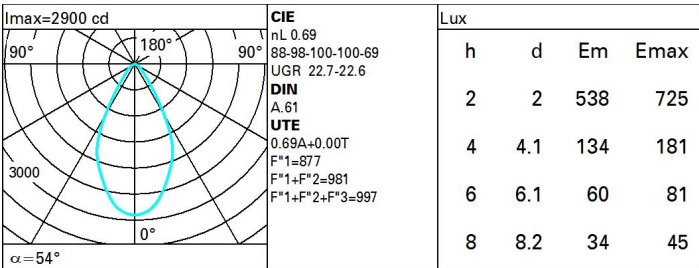 Imax=2900 cd
90°
180°
90°
3000
0°
α=54°
CIE
nL 0.69
88-98-100-100-69
UGR 22.7-22.6
DIN
A.61
UTE
0.69A+0.00T
F"1=877
F"1+F"2=981
F"1+F"2+F"3=997
Lux
h d Em Emax
2 2 538 725
4 4.1 134 181
6 6.1 60 81
8 8.2 34 45